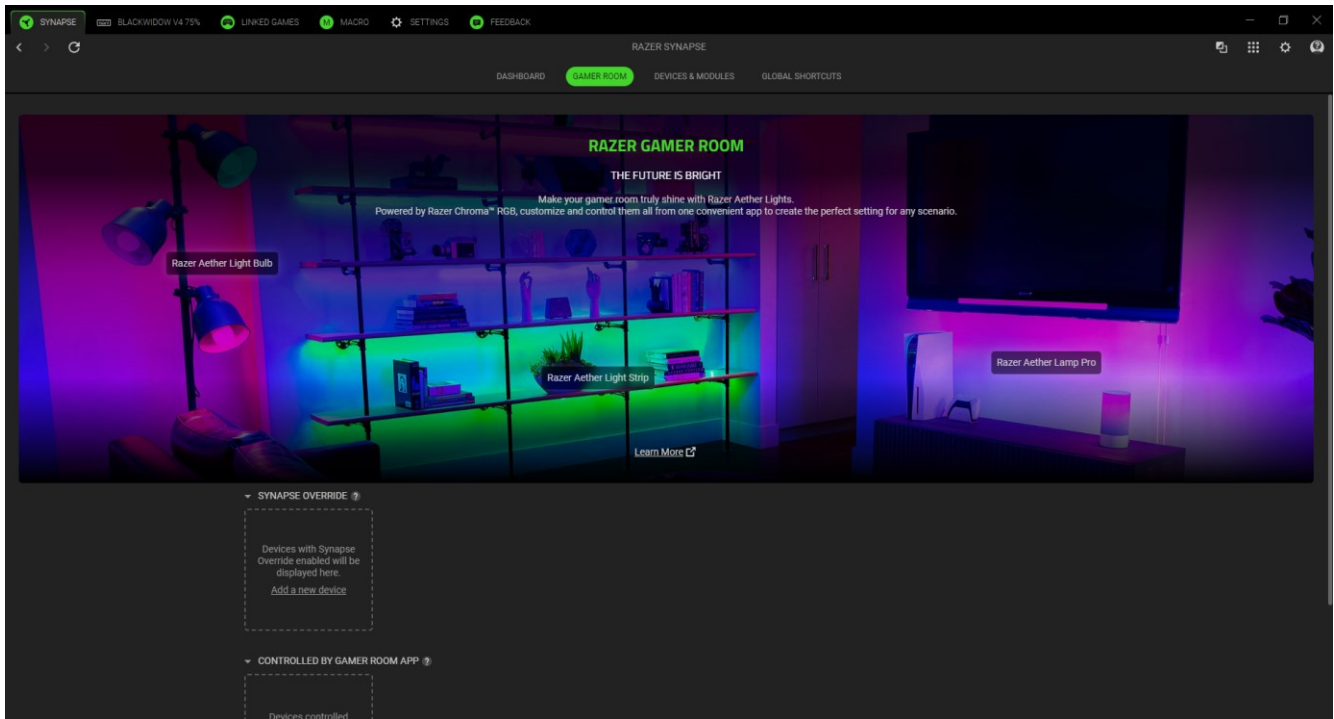 SYNAPSE
BLACKWIDOW V4 75%
LINKED GAMES
MACRO
SETTINGS
FEEDBACK
RAZER SYNAPSE
DASHBOARD
GAMER ROOM
DEVICES & MODULES
GLOBAL SHORTCUTS
RAZER GAMER ROOM
THE FUTURE IS BRIGHT
Make your gamer room truly shine with Razer Aether Lights.
Powered by Razer Chroma™ RGB, customize and control them all from one convenient app to create the perfect setting for any scenario.
Razer Aether Light Bulb
Razer Aether Light Strip
Razer Aether Lamp Pro
Learn More
SYNAPSE OVERRIDE ?
Devices with Synapse
Override enabled will be
displayed here.
Add a new device
CONTROLLED BY GAMER ROOM APP ?
Devices controlled